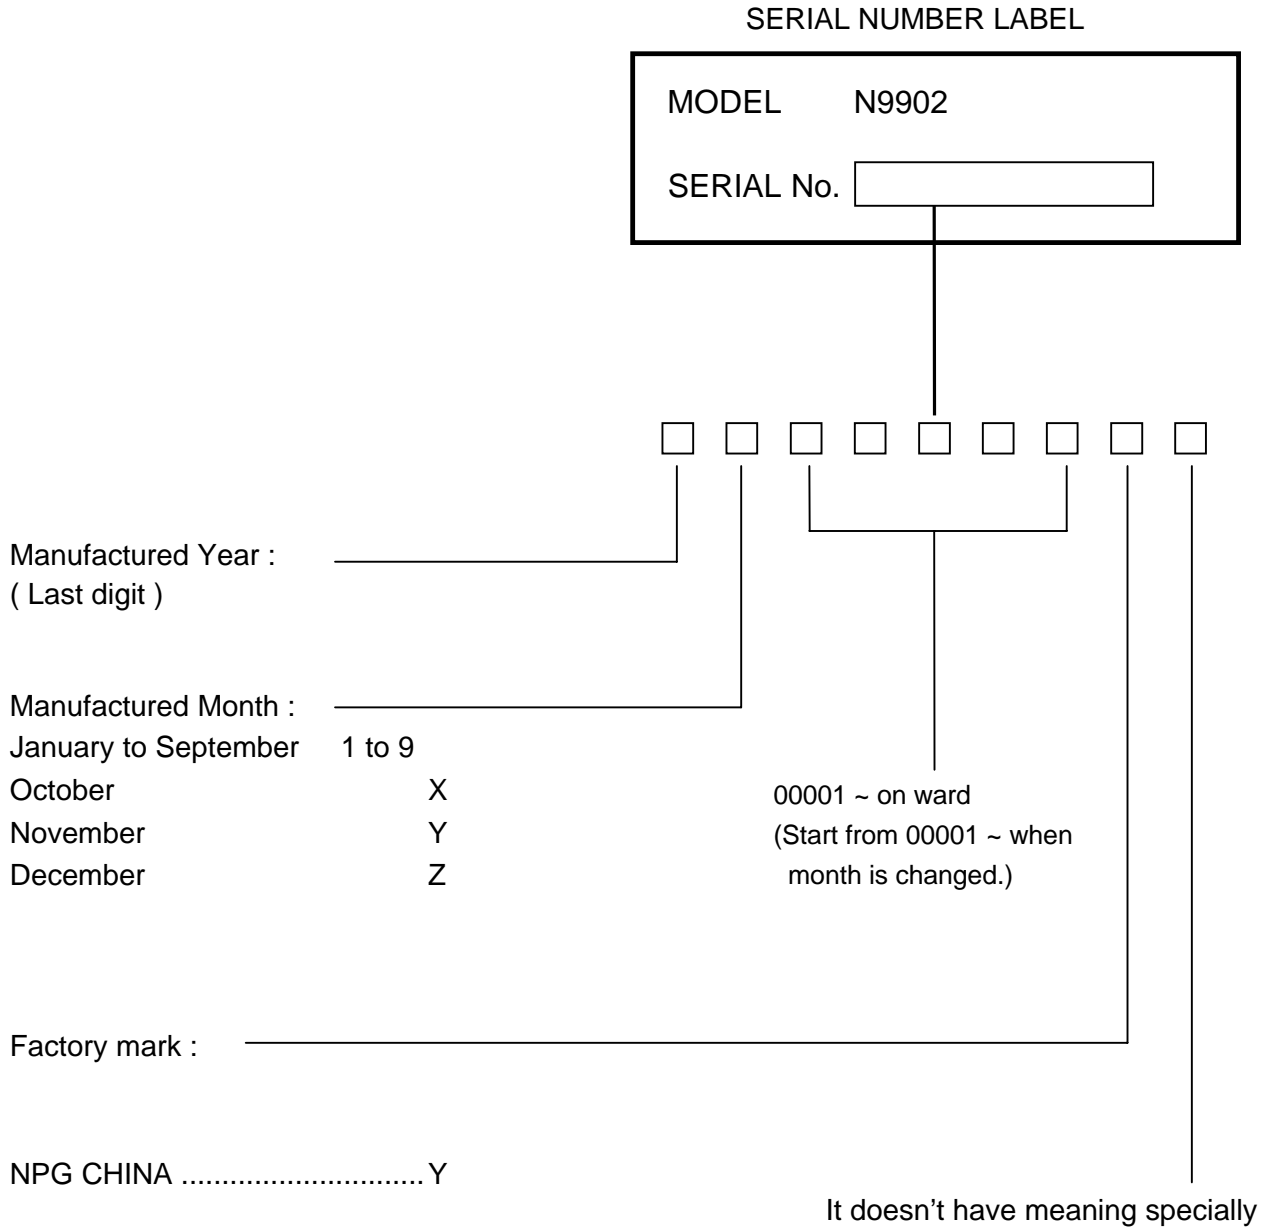 SERIAL NUMBER LABEL
MODEL N9902
SERIAL No.
Manufactured Year :
( Last digit )
Manufactured Month :
January to September 1 to 9
October X
November Y
December Z
00001 ~ on ward
(Start from 00001 ~ when
month is changed.)
Factory mark :
NPG CHINA .............................. Y
It doesn't have meaning specially